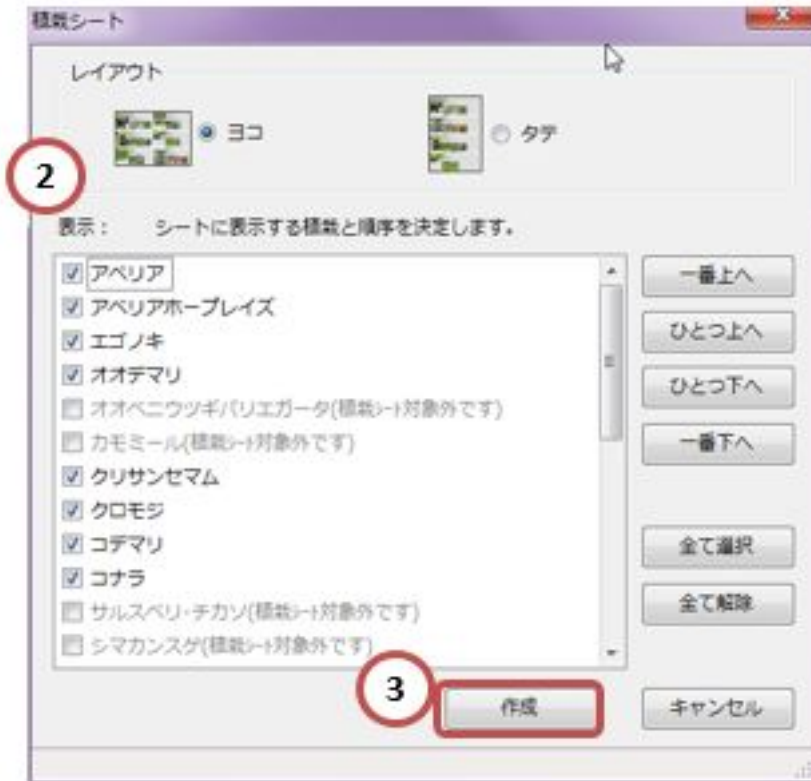 植栽シート
レイアウト
ヨコ
タテ
2
表示： シートに表示する植栽と順序を決定します。
アベリア
アベリアホープレイズ
エゴノキ
オオデマリ
オオベニウツギバリエガータ(植栽ｼｰﾄ対象外です)
カモミール(植栽ｼｰﾄ対象外です)
クリサンセマム
クロモジ
コデマリ
コナラ
サルスベリ･チカソ(植栽ｼｰﾄ対象外です)
シマカンスゲ(植栽ｼｰﾄ対象外です)
一番上へ
ひとつ上へ
ひとつ下へ
一番下へ
全て選択
全て解除
3
作成
キャンセル